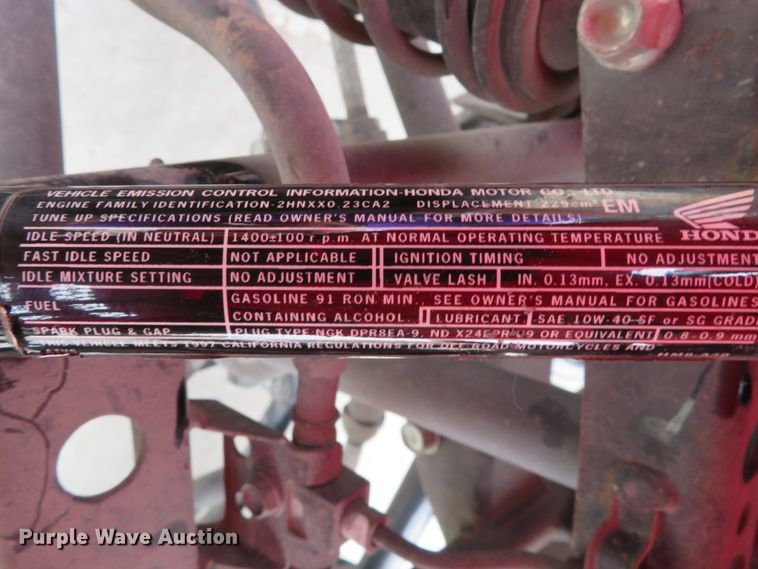 VEHICLE EMISSION CONTROL INFORMATION-HONDA MOTOR CO., LTD.
ENGINE FAMILY IDENTIFICATION-2HNXX0.23CA2 DISPLACEMENT 229cm³ EM
TUNE UP SPECIFICATIONS (READ OWNER'S MANUAL FOR MORE DETAILS.)
HONDA
IDLE SPEED (IN NEUTRAL) 1400±100 r.p.m. AT NORMAL OPERATING TEMPERATURE
FAST IDLE SPEED NOT APPLICABLE IGNITION TIMING NO ADJUSTMENT
IDLE MIXTURE SETTING NO ADJUSTMENT VALVE LASH IN. 0.13mm, EX. 0.13mm(COLD)
FUEL GASOLINE 91 RON MIN. SEE OWNER'S MANUAL FOR GASOLINES
CONTAINING ALCOHOL. LUBRICANT SAE LOW-40 SF or SG GRADE
SPARK PLUG & GAP PLUG TYPE NGK DPR8EA-9, ND OR EQUIVALENT 0.8-0.9 mm
THIS VEHICLE MEETS 1997 CALIFORNIA REGULATIONS FOR OFF ROAD MOTORCYCLES AND
Purple Wave Auction